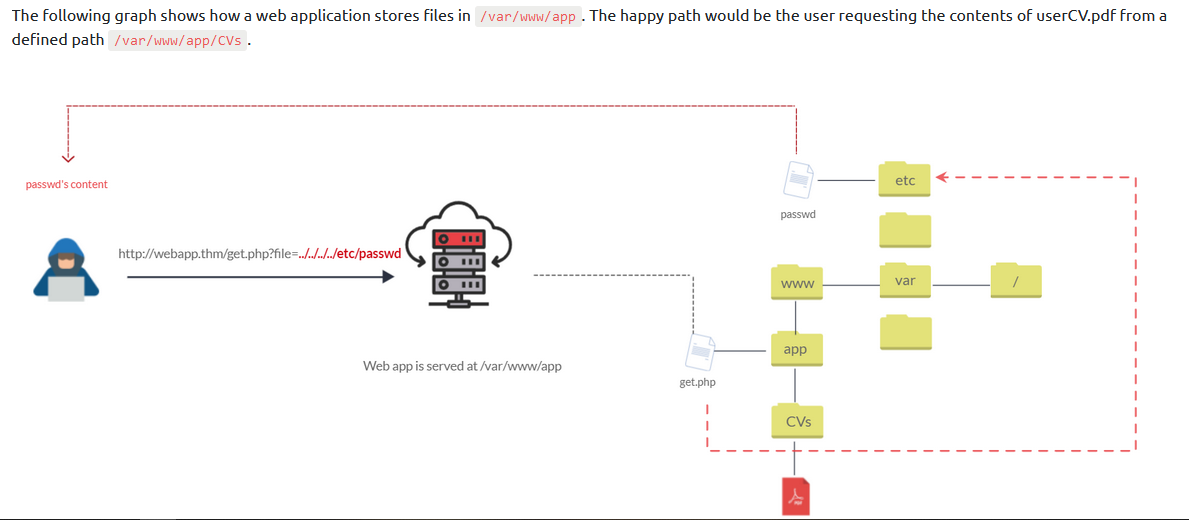 The following graph shows how a web application stores files in /var/www/app . The happy path would be the user requesting the contents of userCV.pdf from a
defined path /var/www/app/CVs .
passwd's content
passwd
etc
http://webapp.thm/get.php?file=../../../../etc/passwd
www
var
/
Web app is served at /var/www/app
app
get.php
CVs